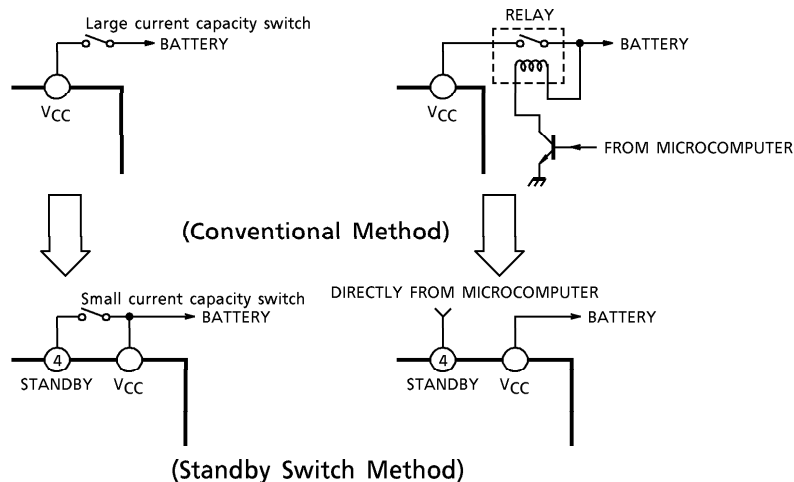 Large current capacity switch
BATTERY
VCC
RELAY
BATTERY
VCC
FROM MICROCOMPUTER
(Conventional Method)
Small current capacity switch
BATTERY
4
STANDBY
VCC
DIRECTLY FROM MICROCOMPUTER
BATTERY
4
STANDBY
VCC
(Standby Switch Method)